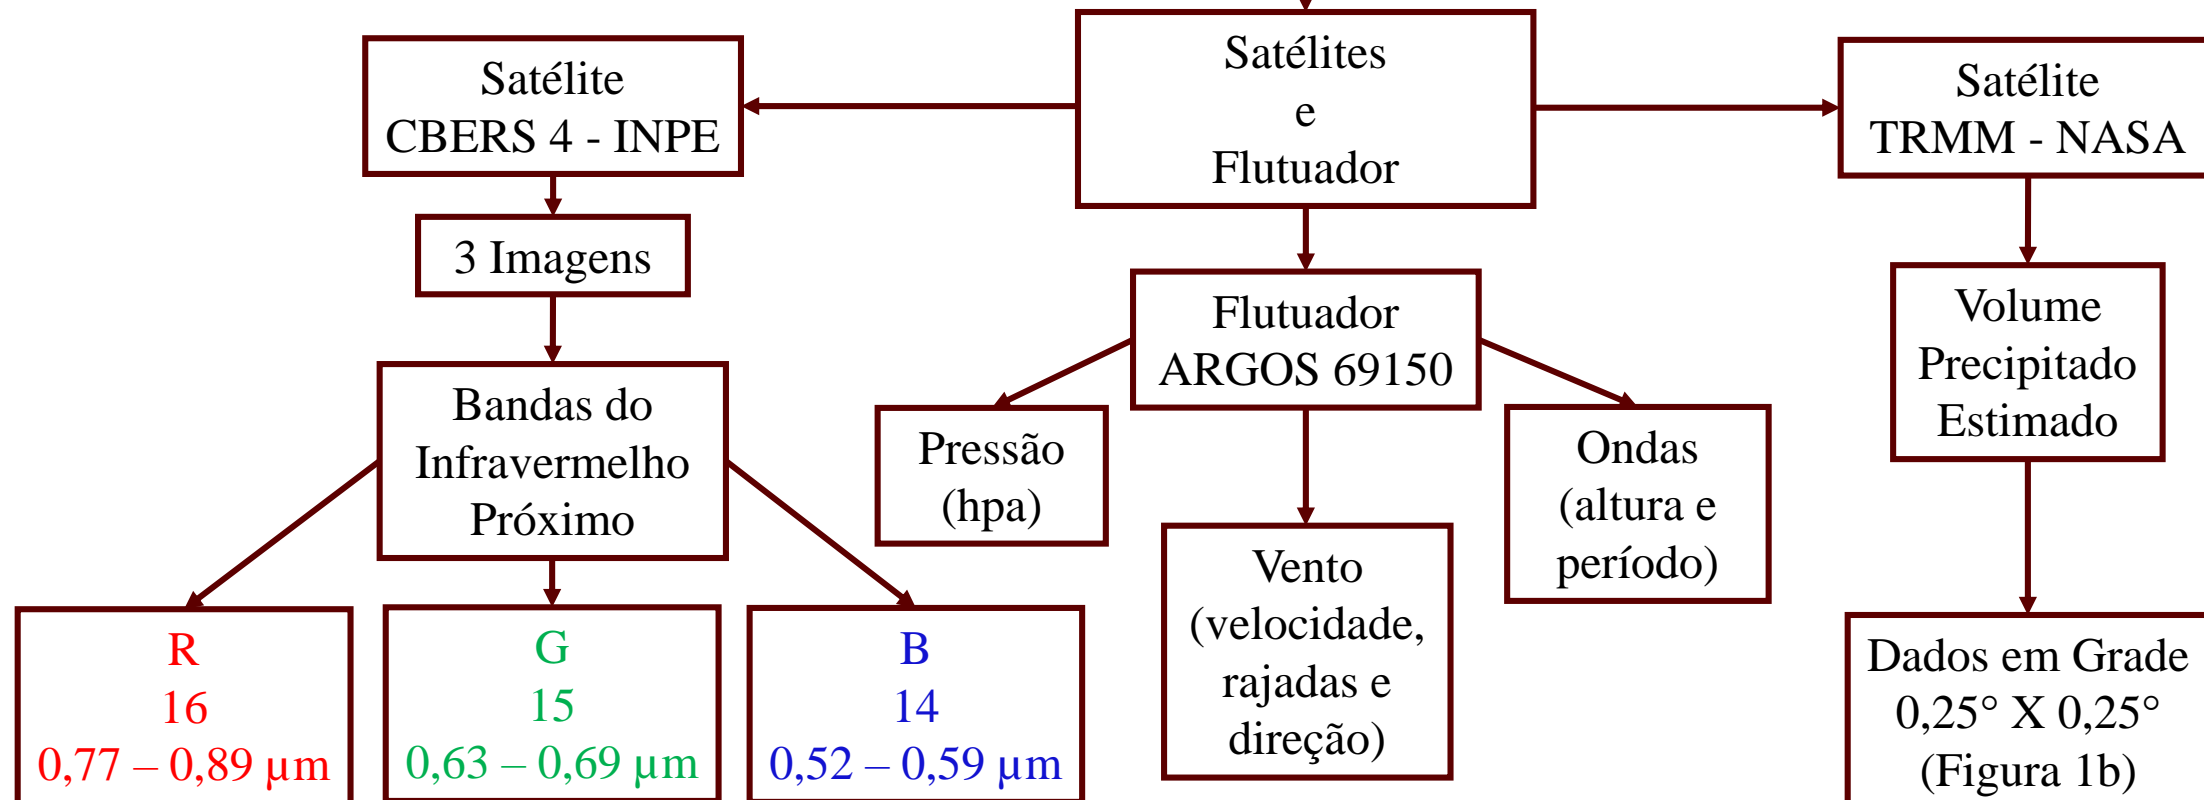 Satélites
e
Flutuador
Satélite
CBERS 4 - INPE
Satélite
TRMM - NASA
3 Imagens
Flutuador
ARGOS 69150
Volume
Precipitado
Estimado
Bandas do
Infravermelho
Próximo
Pressão
(hpa)
Ondas
(altura e
período)
Vento
(velocidade,
rajadas e
direção)
R
16
0,77 – 0,89 µm
G
15
0,63 – 0,69 µm
B
14
0,52 – 0,59 µm
Dados em Grade
0,25° X 0,25°
(Figura 1b)